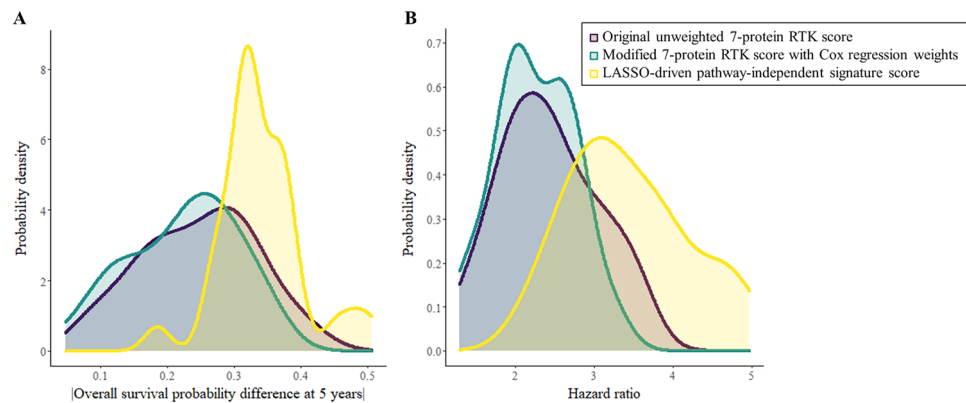 A
B
Original unweighted 7-protein RTK score
Modified 7-protein RTK score with Cox regression weights
LASSO-driven pathway-independent signature score
Probability density
8
6
4
2
0
0.1 0.2 0.3 0.4 0.5
|Overall survival probability difference at 5 years|
Probability density
0.7
0.6
0.5
0.4
0.3
0.2
0.1
0.0
2 3 4 5
Hazard ratio